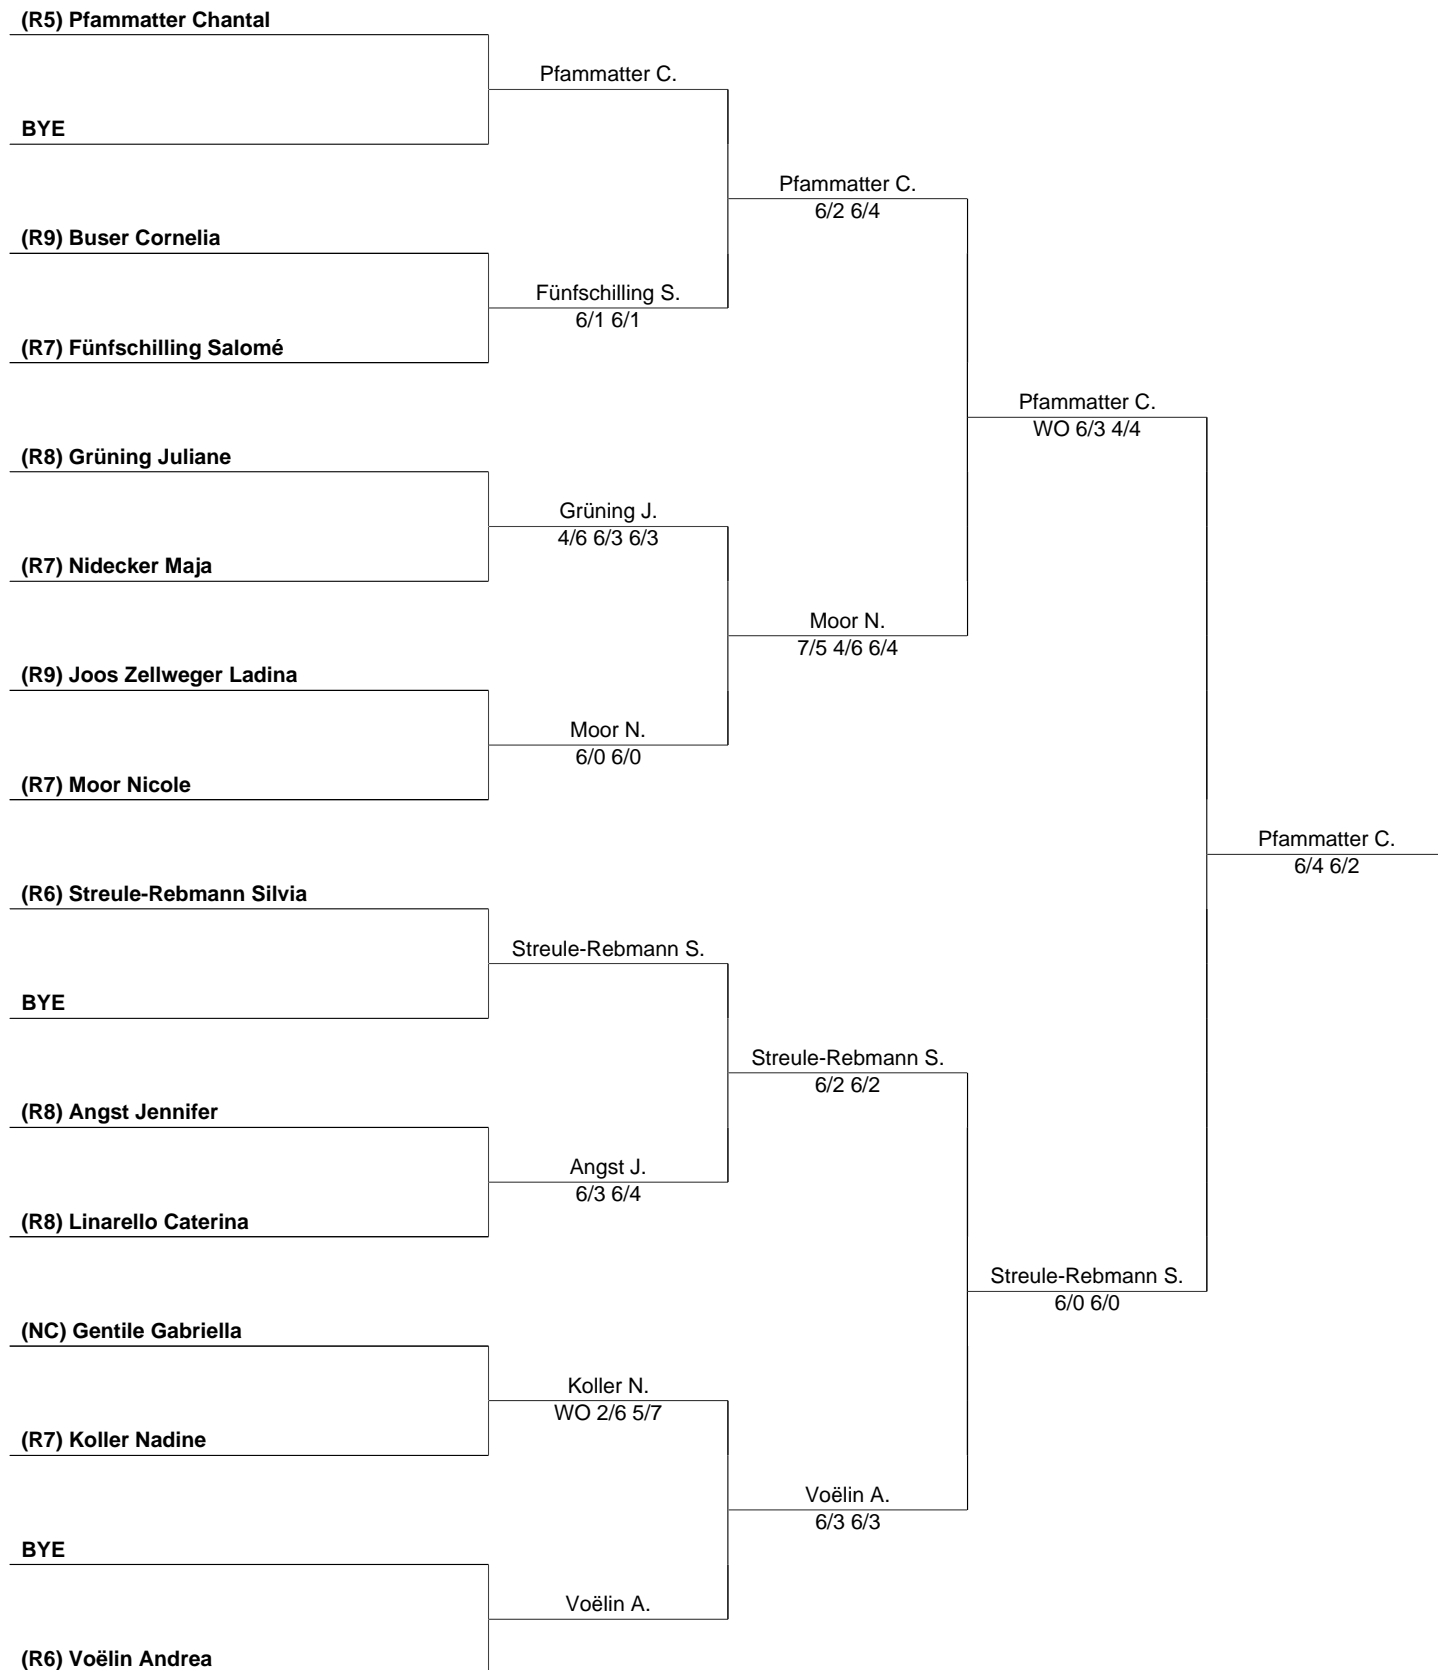 (R5) Pfammatter Chantal
Pfammatter C.
BYE
Pfammatter C.
6/2 6/4
(R9) Buser Cornelia
Fünfschilling S.
6/1 6/1
(R7) Fünfschilling Salomé
Pfammatter C.
WO 6/3 4/4
(R8) Grüning Juliane
Grüning J.
4/6 6/3 6/3
(R7) Nidecker Maja
Moor N.
7/5 4/6 6/4
(R9) Joos Zellweger Ladina
Moor N.
6/0 6/0
(R7) Moor Nicole
Pfammatter C.
6/4 6/2
(R6) Streule-Rebmann Silvia
Streule-Rebmann S.
BYE
Streule-Rebmann S.
6/2 6/2
(R8) Angst Jennifer
Angst J.
6/3 6/4
(R8) Linarello Caterina
Streule-Rebmann S.
6/0 6/0
(NC) Gentile Gabriella
Koller N.
WO 2/6 5/7
(R7) Koller Nadine
Voëlin A.
6/3 6/3
BYE
Voëlin A.
(R6) Voëlin Andrea